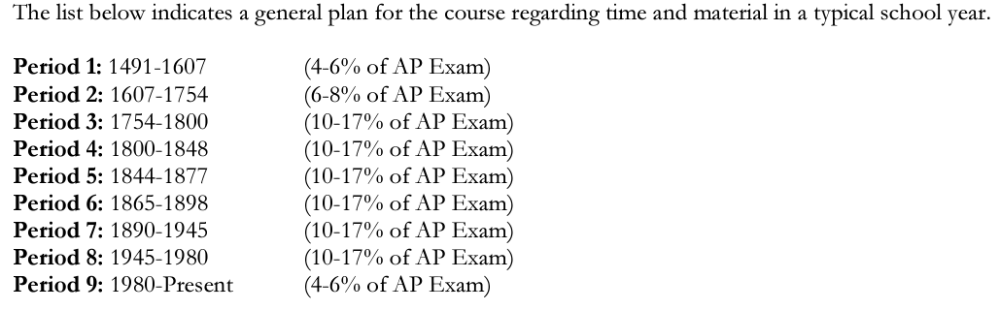 The list below indicates a general plan for the course regarding time and material in a typical school year.
Period 1: 1491-1607 (4-6% of AP Exam)
Period 2: 1607-1754 (6-8% of AP Exam)
Period 3: 1754-1800 (10-17% of AP Exam)
Period 4: 1800-1848 (10-17% of AP Exam)
Period 5: 1844-1877 (10-17% of AP Exam)
Period 6: 1865-1898 (10-17% of AP Exam)
Period 7: 1890-1945 (10-17% of AP Exam)
Period 8: 1945-1980 (10-17% of AP Exam)
Period 9: 1980-Present (4-6% of AP Exam)